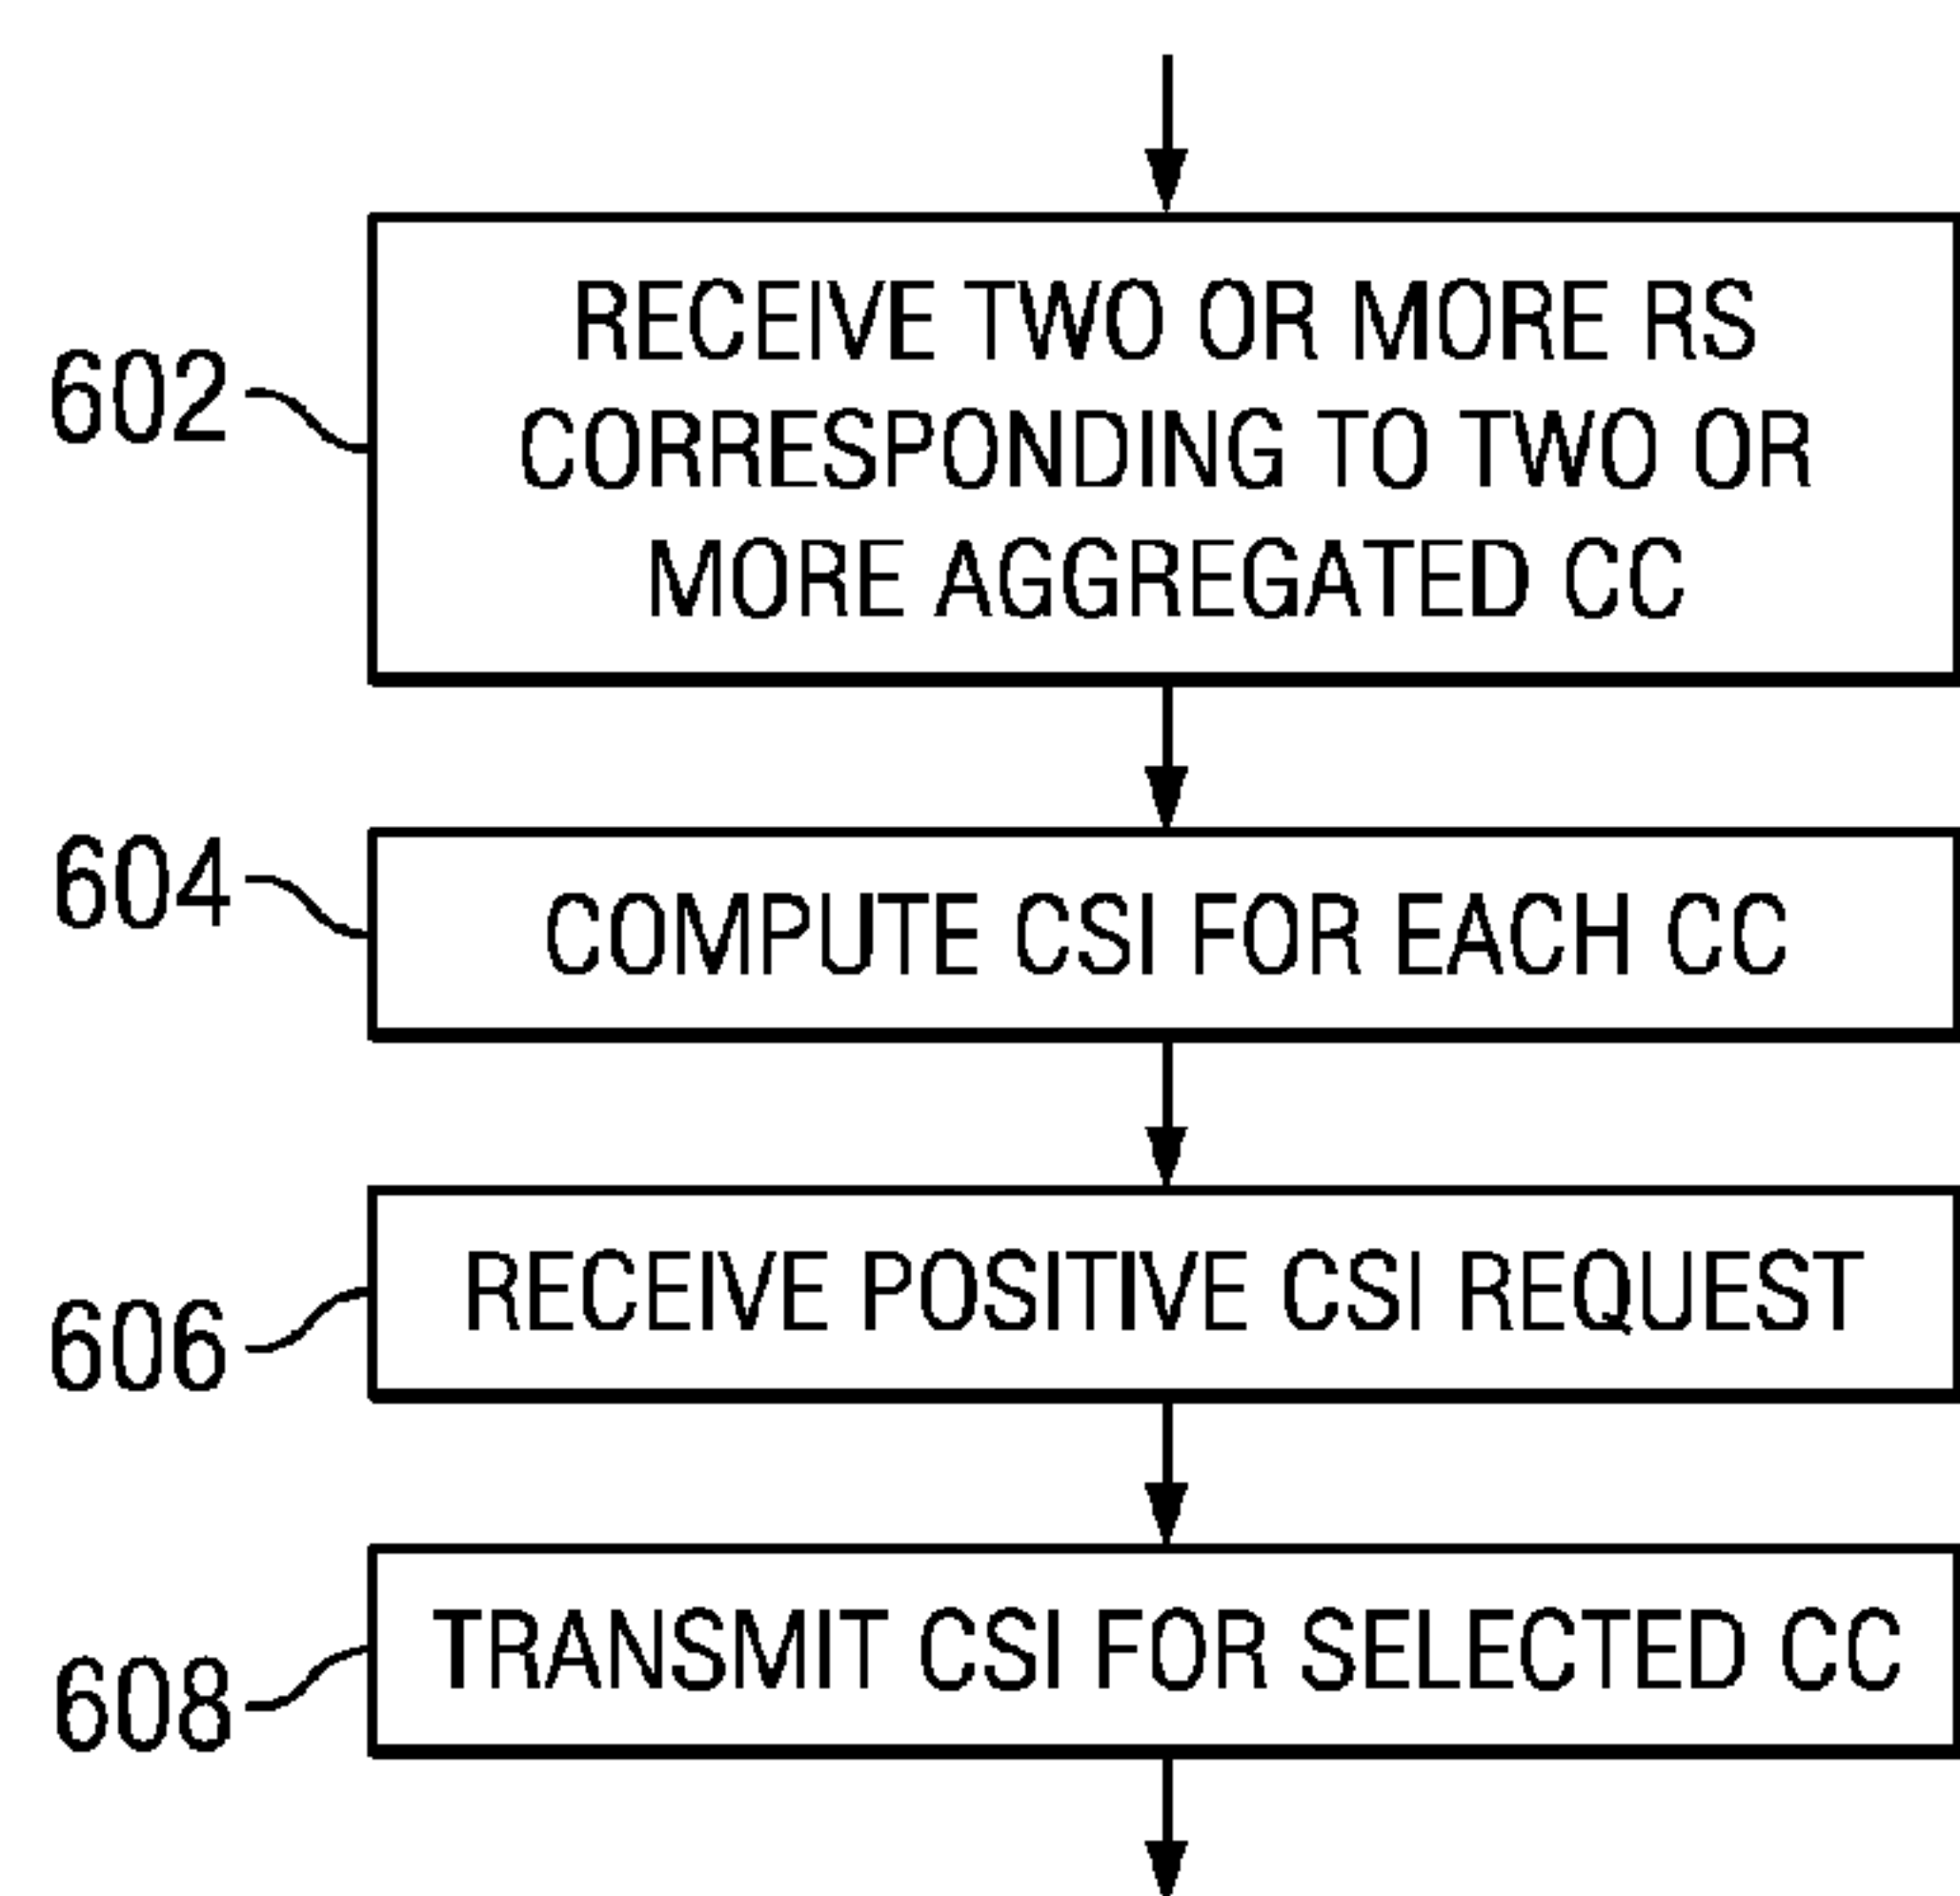 602
RECEIVE TWO OR MORE RS
CORRESPONDING TO TWO OR
MORE AGGREGATED CC
604
COMPUTE CSI FOR EACH CC
606
RECEIVE POSITIVE CSI REQUEST
608
TRANSMIT CSI FOR SELECTED CC